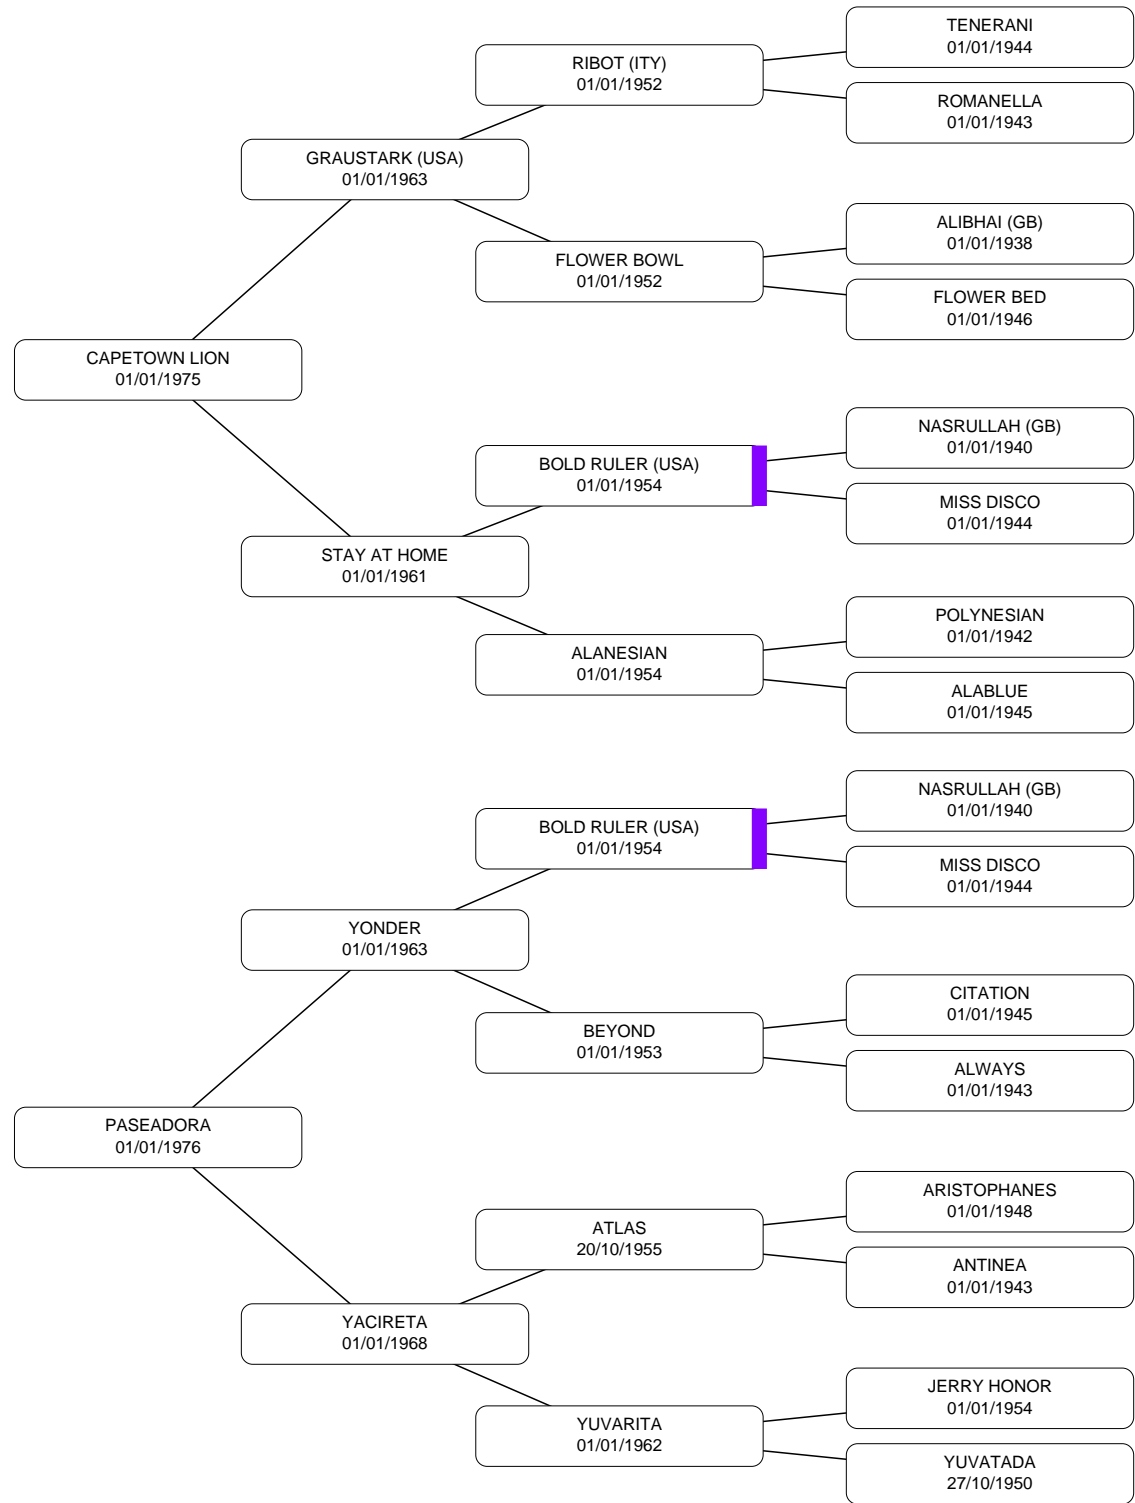 TENERANI
01/01/1944
RIBOT (ITY)
01/01/1952
ROMANELLA
01/01/1943
GRAUSTARK (USA)
01/01/1963
ALIBHAI (GB)
01/01/1938
FLOWER BOWL
01/01/1952
FLOWER BED
01/01/1946
CAPETOWN LION
01/01/1975
NASRULLAH (GB)
01/01/1940
BOLD RULER (USA)
01/01/1954
MISS DISCO
01/01/1944
STAY AT HOME
01/01/1961
POLYNESIAN
01/01/1942
ALANESIAN
01/01/1954
ALABLUE
01/01/1945
NASRULLAH (GB)
01/01/1940
BOLD RULER (USA)
01/01/1954
MISS DISCO
01/01/1944
YONDER
01/01/1963
CITATION
01/01/1945
BEYOND
01/01/1953
ALWAYS
01/01/1943
PASEADORA
01/01/1976
ARISTOPHANES
01/01/1948
ATLAS
20/10/1955
ANTINEA
01/01/1943
YACIRETA
01/01/1968
JERRY HONOR
01/01/1954
YUVARITA
01/01/1962
YUVATADA
27/10/1950